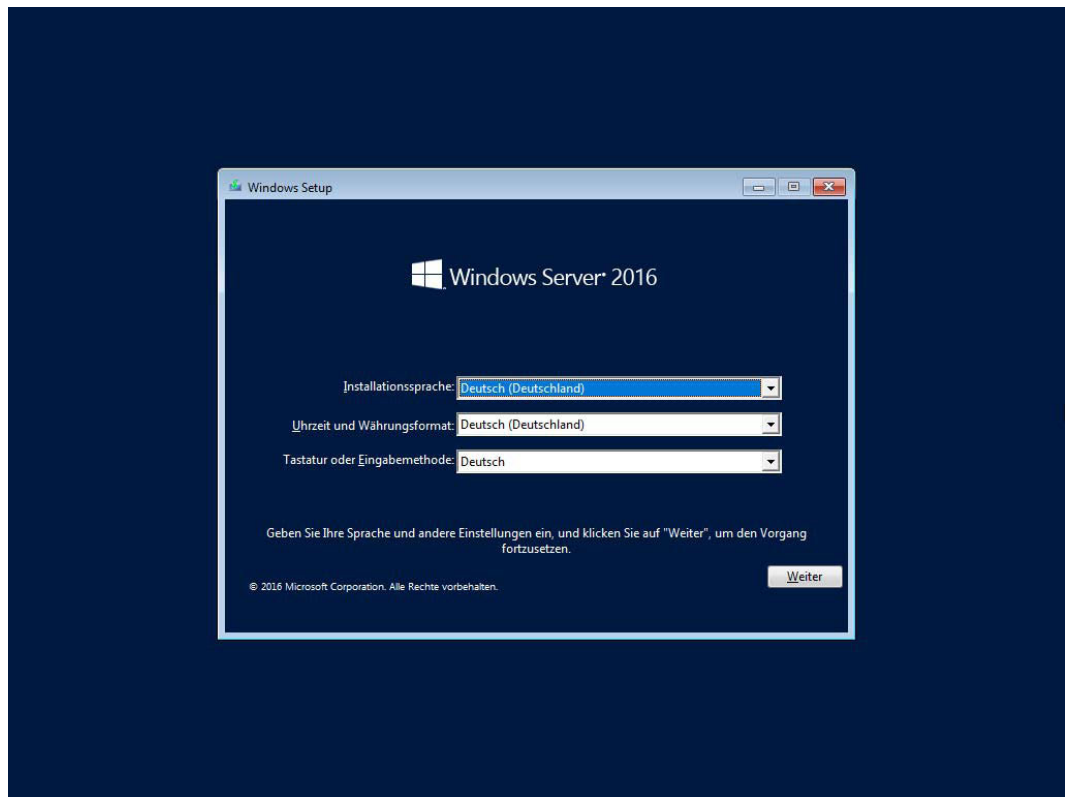 Windows Setup
Windows Server® 2016
Installationssprache: Deutsch (Deutschland)
Uhrzeit und Währungsformat: Deutsch (Deutschland)
Tastatur oder Eingabemethode: Deutsch
Geben Sie Ihre Sprache und andere Einstellungen ein, und klicken Sie auf "Weiter", um den Vorgang
fortzusetzen.
Weiter
© 2016 Microsoft Corporation. Alle Rechte vorbehalten.